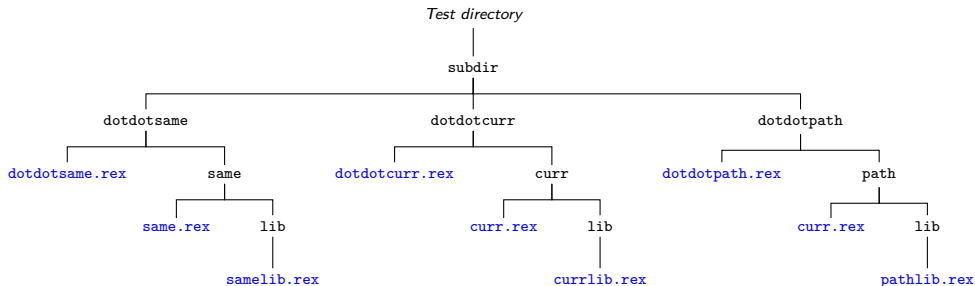 Test directory
subdir
dotdotsame dotdotcurr dotdotpath
dotdotsame.rex same dotdotcurr.rex curr dotdotpath.rex path
same.rex lib curr.rex lib curr.rex lib
samelib.rex currlib.rex pathlib.rex